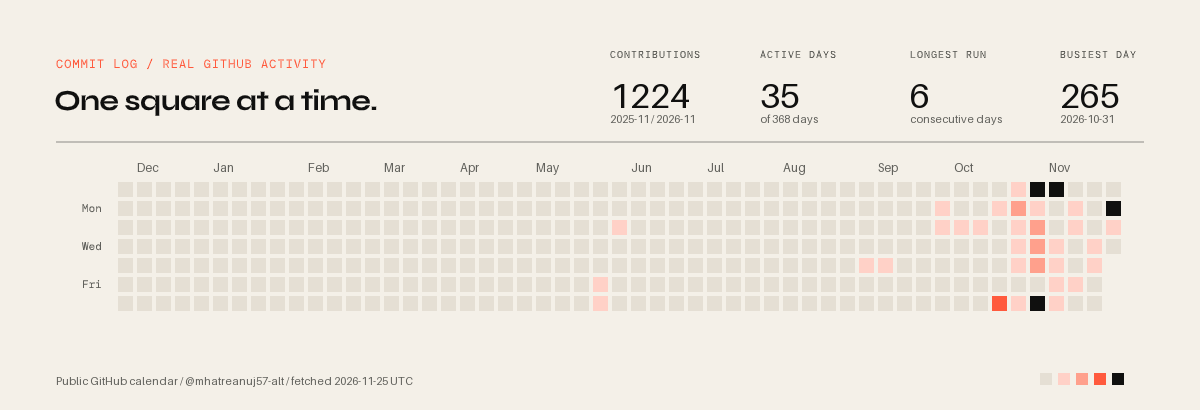 COMMIT LOG / REAL GITHUB ACTIVITY
One square at a time.
CONTRIBUTIONS
1224
2025-11 / 2026-11
ACTIVE DAYS
35
of 368 days
LONGEST RUN
6
consecutive days
BUSIEST DAY
265
2026-10-31
Dec Jan Feb Mar Apr May Jun Jul Aug Sep Oct Nov
Mon
Wed
Fri
Public GitHub calendar / @mhatreanuj57-alt / fetched 2026-11-25 UTC